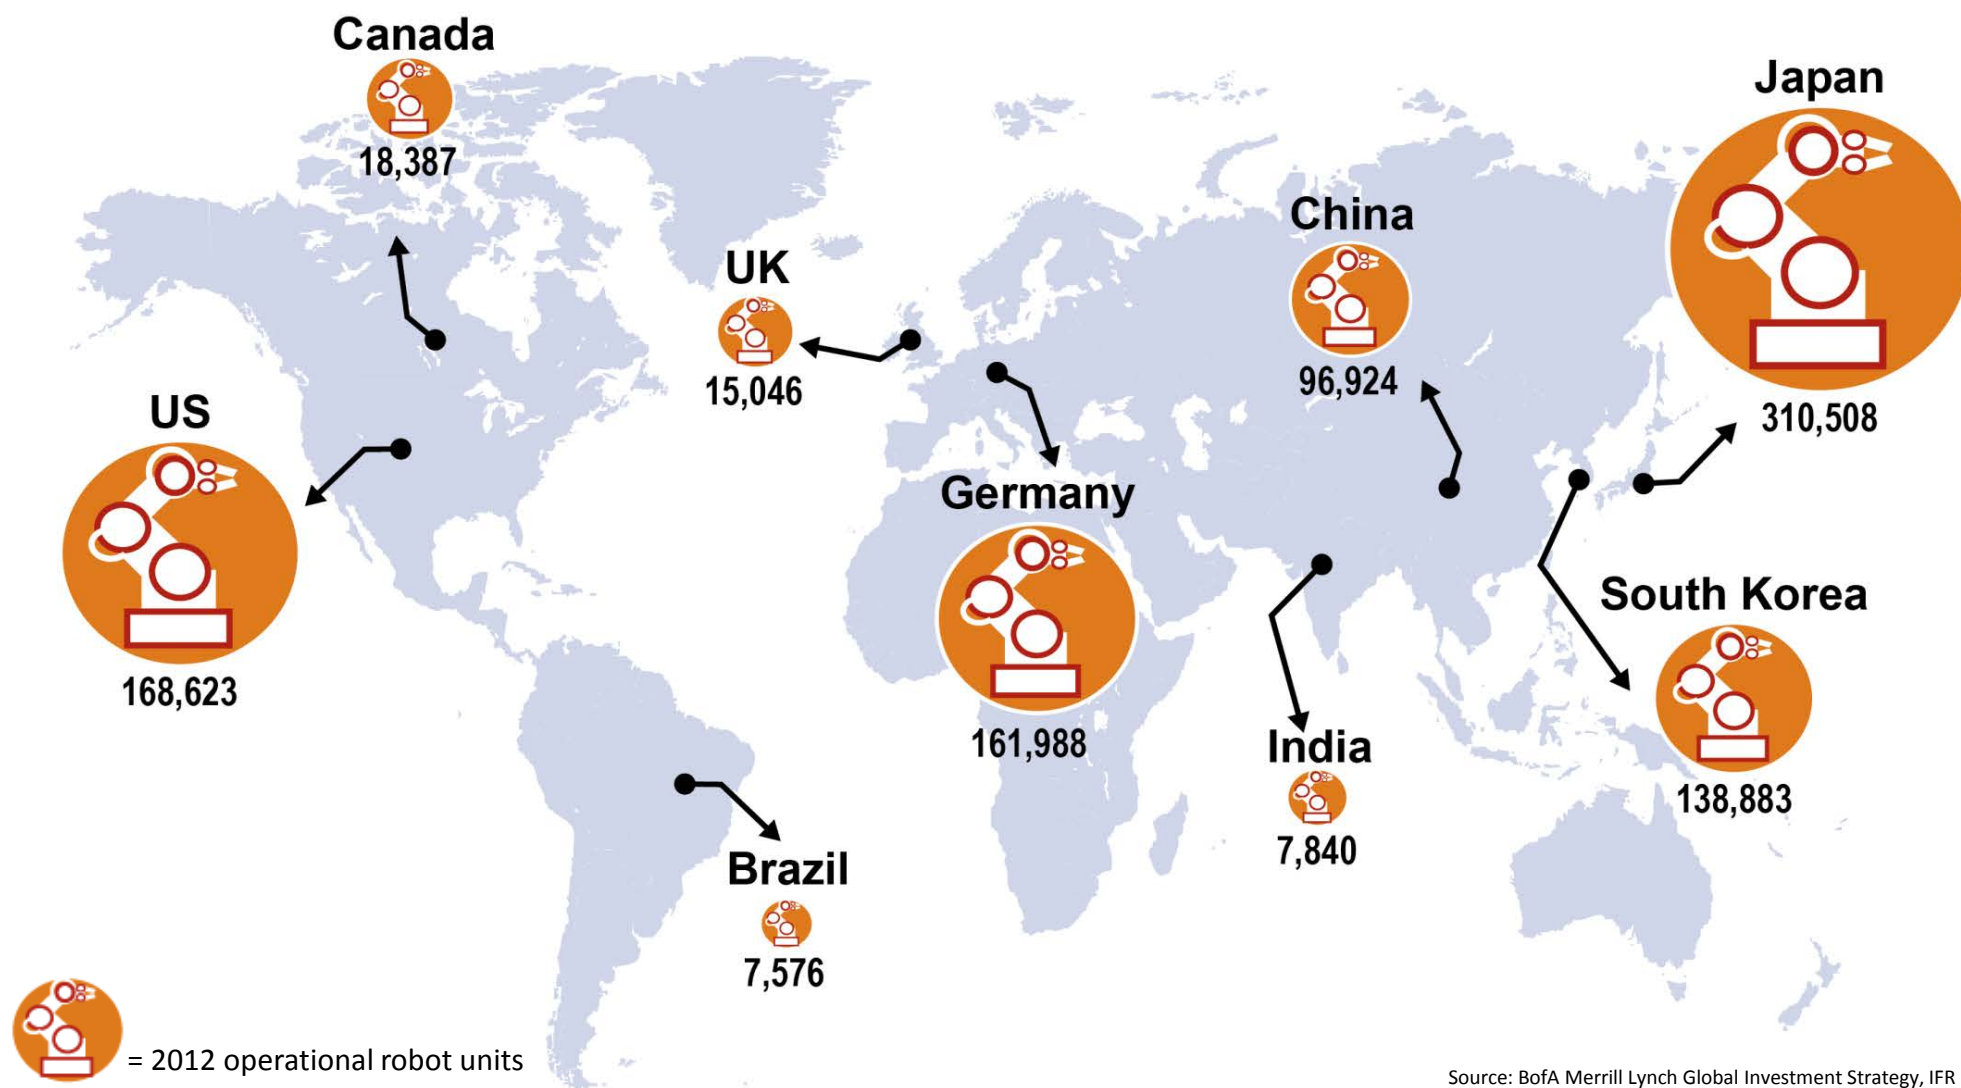 Canada
18,387
Japan
310,508
China
96,924
UK
15,046
US
168,623
Germany
161,988
South Korea
138,883
India
7,840
Brazil
7,576
= 2012 operational robot units
Source: BofA Merrill Lynch Global Investment Strategy, IFR